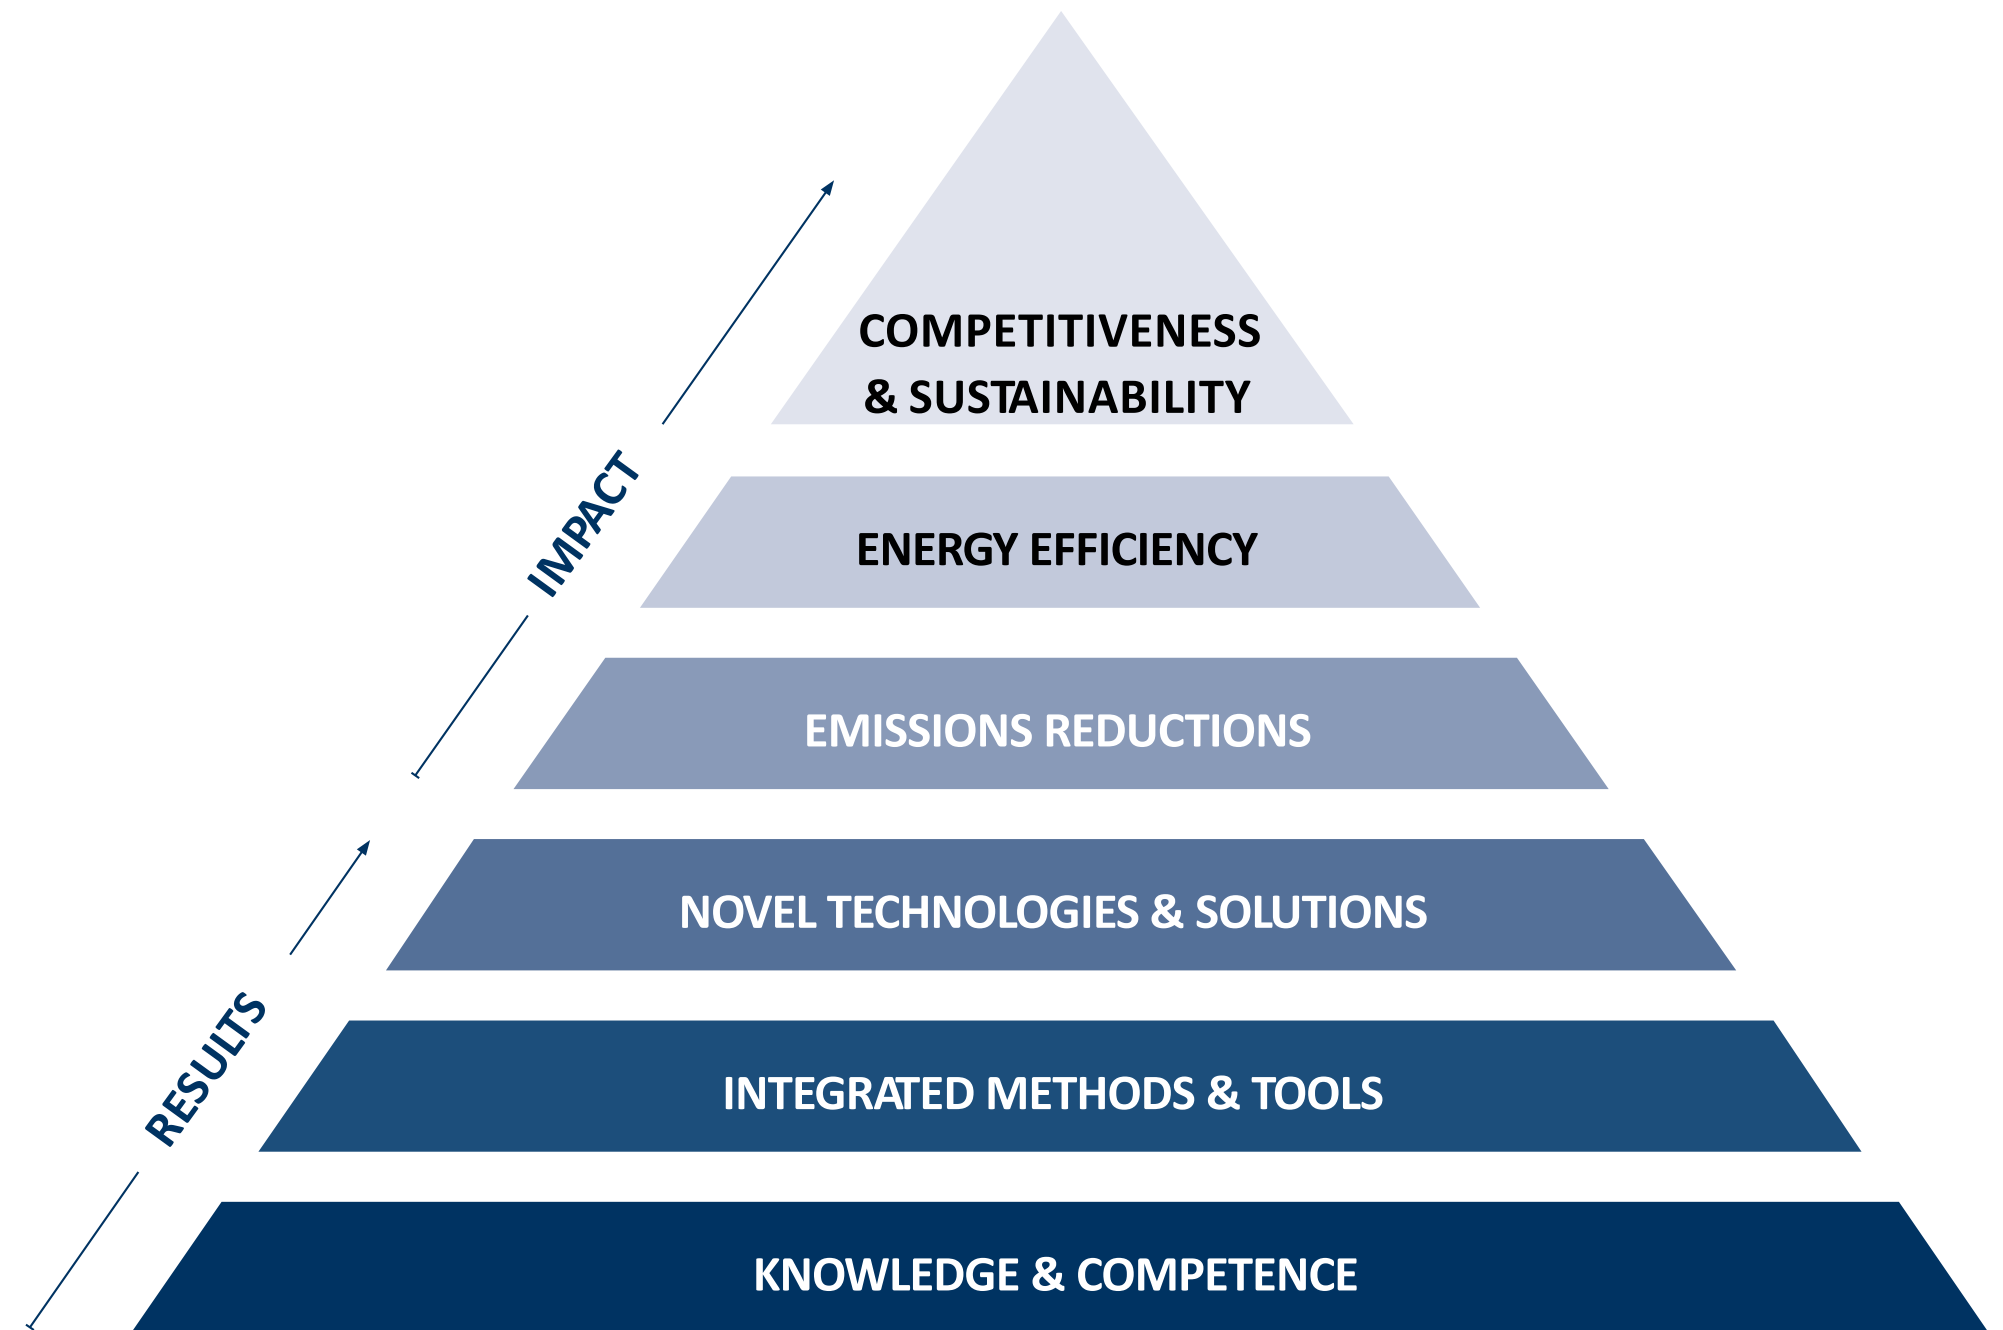 COMPETITIVENESS
& SUSTAINABILITY
IMPACT
ENERGY EFFICIENCY
EMISSIONS REDUCTIONS
NOVEL TECHNOLOGIES & SOLUTIONS
RESULTS
INTEGRATED METHODS & TOOLS
KNOWLEDGE & COMPETENCE